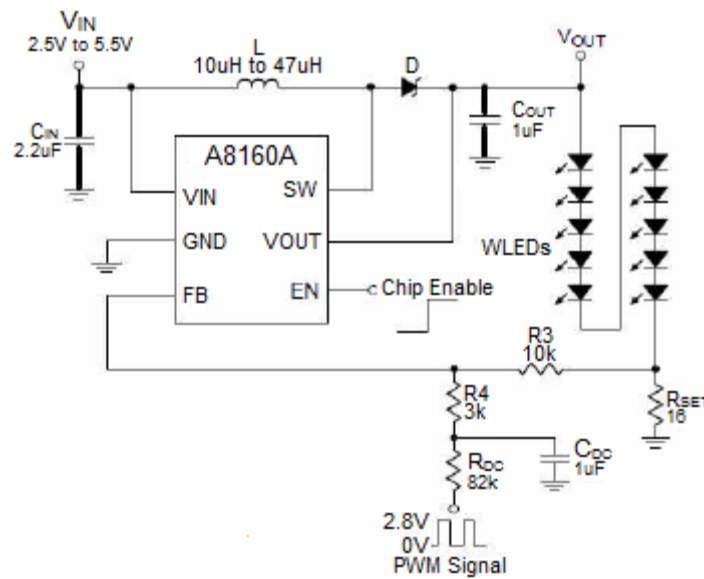 VIN
2.5V to 5.5V
L
10uH to 47uH
D
VOUT
CIN
2.2uF
COUT
1uF
A8160A
VIN
SW
GND
VOUT
FB
EN
Chip Enable
WLEDs
R3
10k
R4
3k
RSET
16
RDC
82k
CDC
1uF
2.8V
0V
PWM Signal